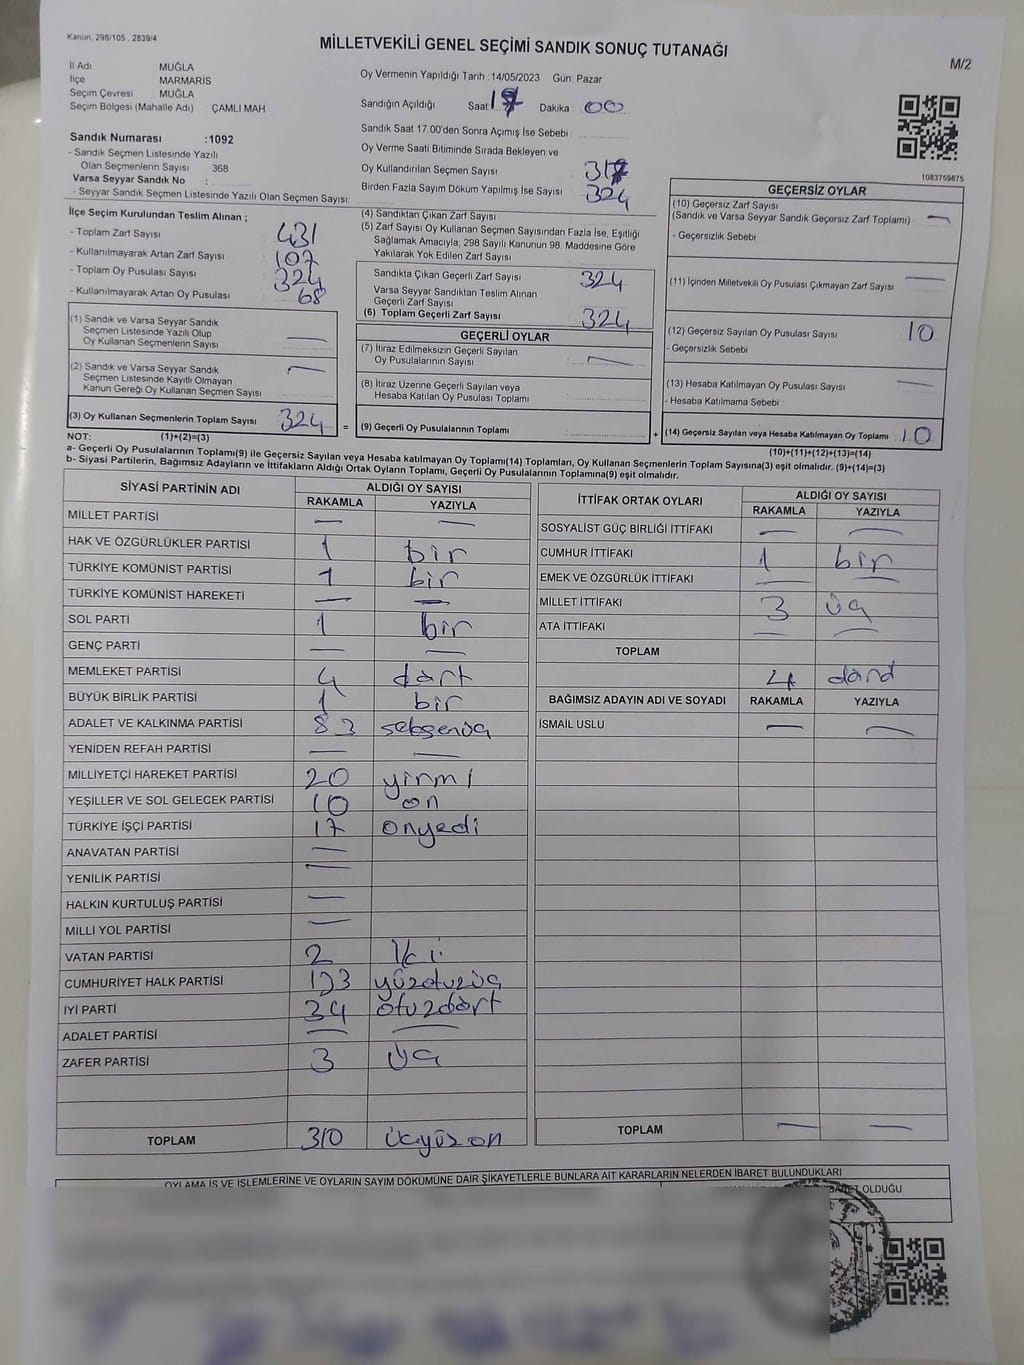 Kanun. 298/105 , 2839/4
MİLLETVEKİLİ GENEL SEÇİMİ SANDIK SONUÇ TUTANAĞI
M/2
İl Adı MUĞLA
İlçe MARMARİS
Seçim Çevresi MUĞLA
Seçim Bölgesi (Mahalle Adı) : ÇAMLI MAH.
Oy Vermenin Yapıldığı Tarih :14/05/2023 Gün: Pazar
Sandığın Açıldığı Saat Dakika 00
Sandık Saat 17.00'den Sonra Açımış İse Sebebi
Sandık Numarası :1092
- Sandık Seçmen Listesinde Yazılı
Olan Seçmenlerin Sayısı 368
Varsa Seyyar Sandık No :
- Seyyar Sandık Seçmen Listesinde Yazılı Olan Seçmen Sayısı:
Oy Verme Saati Bitiminde Sırada Bekleyen ve
Oy Kullandırılan Seçmen Sayısı
Birden Fazla Sayım Döküm Yapılmış İse Sayısı 324
1083759875
İlçe Seçim Kurulundan Teslim Alınan ;
- Toplam Zarf Sayısı 431
- Kullanılmayarak Artan Zarf Sayısı 107
- Toplam Oy Pusulası Sayısı 324
- Kullanılmayarak Artan Oy Pusulası 68
(4) Sandıktan Çıkan Zarf Sayısı
(5) Zarf Sayısı Oy Kullanan Seçmen Sayısından Fazla İse, Eşitliği
Sağlamak Amacıyla, 298 Sayılı Kanunun 98. Maddesine Göre
Yakılarak Yok Edilen Zarf Sayısı
Sandıkta Çıkan Geçerli Zarf Sayısı 324
Varsa Seyyar Sandıktan Teslim Alınan
Geçerli Zarf Sayısı
(6) Toplam Geçerli Zarf Sayısı 324
GEÇERSİZ OYLAR
(10) Geçersiz Zarf Sayısı
(Sandık ve Varsa Seyyar Sandık Geçersiz Zarf Toplamı) —
- Geçersizlik Sebebi
(11) İçinden Milletvekili Oy Pusulası Çıkmayan Zarf Sayısı —
(12) Geçersiz Sayılan Oy Pusulası Sayısı 10
- Geçersizlik Sebebi
(13) Hesaba Katılmayan Oy Pusulası Sayısı —
- Hesaba Katılmama Sebebi
(14) Geçersiz Sayılan veya Hesaba Katılmayan Oy Toplamı 10
(10)+(11)+(12)+(13)=(14)
(1) Sandık ve Varsa Seyyar Sandık
Seçmen Listesinde Yazılı Olup
Oy Kullanan Seçmenlerin Sayısı —
(2) Sandık ve Varsa Seyyar Sandık
Seçmen Listesinde Kayıtlı Olmayan
Kanun Gereği Oy Kullanan Seçmen Sayısı —
(3) Oy Kullanan Seçmenlerin Toplam Sayısı 324 =
GEÇERLİ OYLAR
(7) İtiraz Edilmeksizin Geçerli Sayılan
Oy Pusulalarının Sayısı —
(8) İtiraz Üzerine Geçerli Sayılan veya
Hesaba Katılan Oy Pusulası Toplamı
(9) Geçerli Oy Pusulalarının Toplamı : +
NOT: (1)+(2)=(3)
a- Geçerli Oy Pusulalarının Toplamı(9) ile Geçersiz Sayılan veya Hesaba Katılmayan Oy Toplamı(14) Toplamları, Oy Kullanan Seçmenlerin Toplam Sayısına(3) eşit olmalıdır. (9)+(14)=(3)
b- Siyasi Partilerin, Bağımsız Adayların ve İttifakların Aldığı Ortak Oyların Toplamı, Geçerli Oy Pusulalarının Toplamına(9) eşit olmalıdır.
SİYASİ PARTİNİN ADI ALDIĞI OY SAYISI
RAKAMLA YAZIYLA
MİLLET PARTİSİ — —
HAK VE ÖZGÜRLÜKLER PARTİSİ 1 bir
TÜRKİYE KOMÜNİST PARTİSİ 1 bir
TÜRKİYE KOMÜNİST HAREKETİ — —
SOL PARTİ 1 bir
GENÇ PARTİ — —
MEMLEKET PARTİSİ 4 dört
BÜYÜK BİRLİK PARTİSİ 1 bir
ADALET VE KALKINMA PARTİSİ 83 seksenüç
YENİDEN REFAH PARTİSİ — —
MİLLİYETÇİ HAREKET PARTİSİ 20 yirmi
YEŞİLLER VE SOL GELECEK PARTİSİ 10 on
TÜRKİYE İŞÇİ PARTİSİ 17 onyedi
ANAVATAN PARTİSİ —
YENİLİK PARTİSİ —
HALKIN KURTULUŞ PARTİSİ —
MİLLİ YOL PARTİSİ —
VATAN PARTİSİ 2 iki
CUMHURİYET HALK PARTİSİ 133
İYİ PARTİ 34 otuzdört
ADALET PARTİSİ — —
ZAFER PARTİSİ 3 üç
TOPLAM 310 üçyüzon
İTTİFAK ORTAK OYLARI ALDIĞI OY SAYISI
RAKAMLA YAZIYLA
SOSYALİST GÜÇ BİRLİĞİ İTTİFAKI — —
CUMHUR İTTİFAKI 1 bir
EMEK VE ÖZGÜRLÜK İTTİFAKI — —
MİLLET İTTİFAKI 3 üç
ATA İTTİFAKI — —
TOPLAM 4 dörd
BAĞIMSIZ ADAYIN ADI VE SOYADI RAKAMLA YAZIYLA
İSMAİL USLU — —
TOPLAM — —
OYLAMA İŞ VE İŞLEMLERİNE VE OYLARIN SAYIM DÖKÜMÜNE DAİR ŞİKAYETLERLE BUNLARA AİT KARARLARIN NELERDEN İBARET BULUNDUKLARI
OLDUĞU